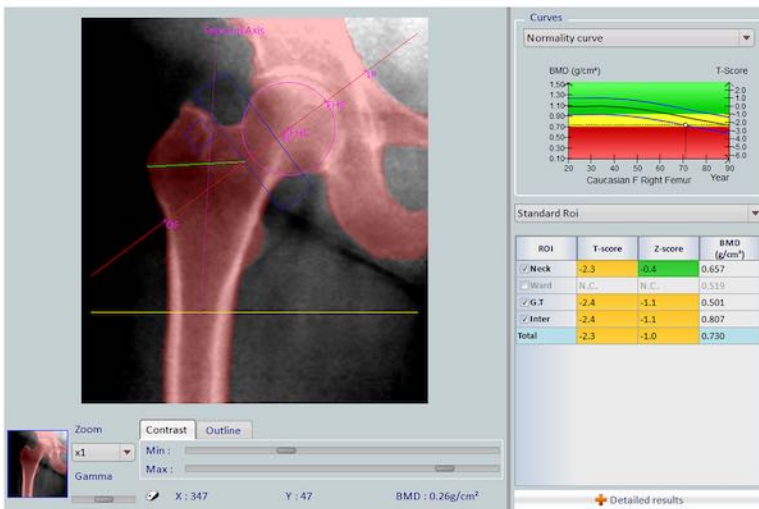 Curves
Normality curve
BMD (g/cm²) T-Score
1.50
1.30
1.10
0.90
0.70
0.50
0.30
0.10
2.0
1.0
0.0
-1.0
-2.0
-3.0
-4.0
-5.0
-6.0
20 30 40 50 60 70 80 90
Caucasian F Right Femur Year
Standard Roi
ROI T-score Z-score BMD (g/cm²)
Neck -2.3 -0.4 0.657
Ward N.C. N.C. 0.519
G.T -2.4 -1.1 0.501
Inter -2.4 -1.1 0.807
Total -2.3 -1.0 0.730
Detailed results
Axis
FHC
Zoom
x1
Gamma
Contrast Outline
Min :
Max :
X : 347 Y : 47 BMD : 0.26g/cm²